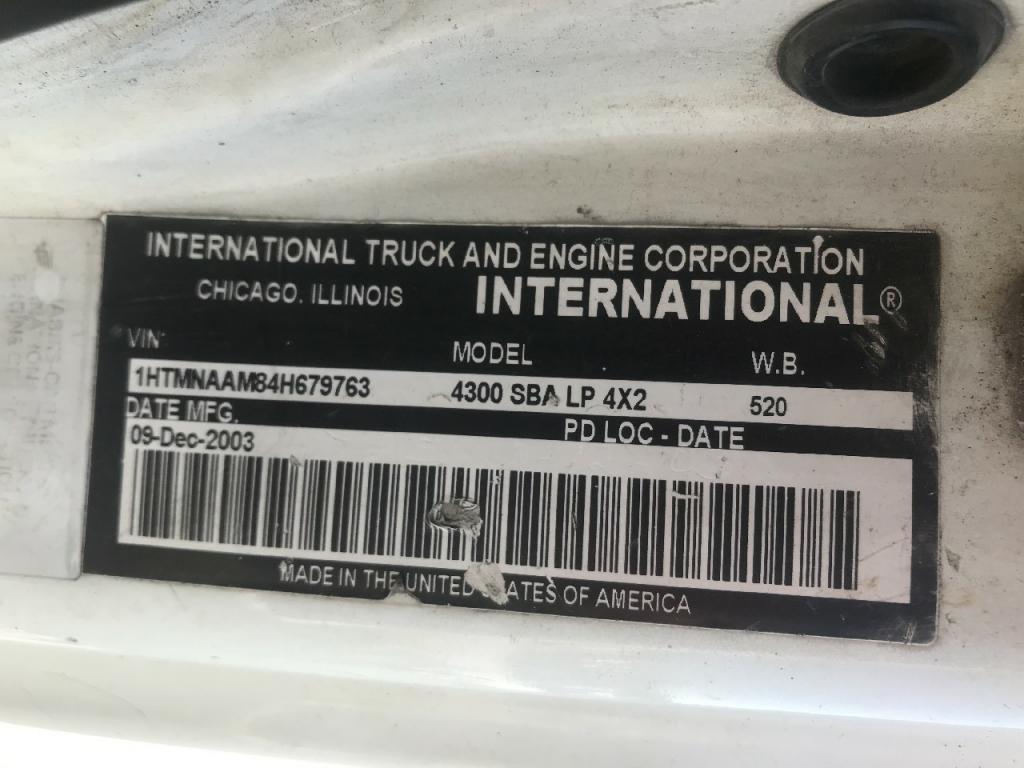 INTERNATIONAL TRUCK AND ENGINE CORPORATION
CHICAGO, ILLINOIS INTERNATIONAL®
VIN: MODEL W.B.
1HTMNAAM84H679763 4300 SBA LP 4X2 520
DATE MFG. PD LOC - DATE
09-Dec-2003
MADE IN THE UNITED STATES OF AMERICA